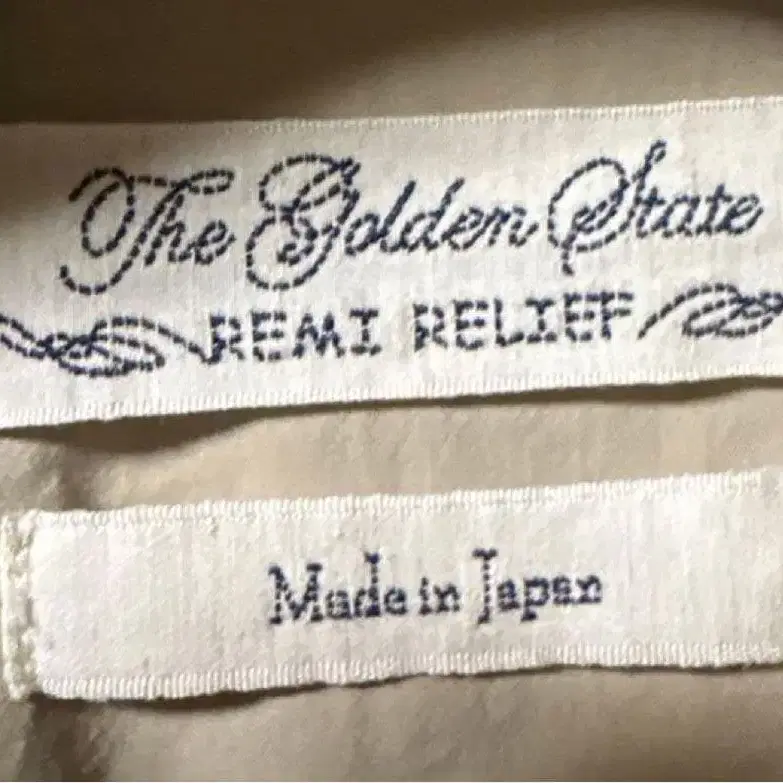 The Golden State
REMI RELIEF
Made in Japan